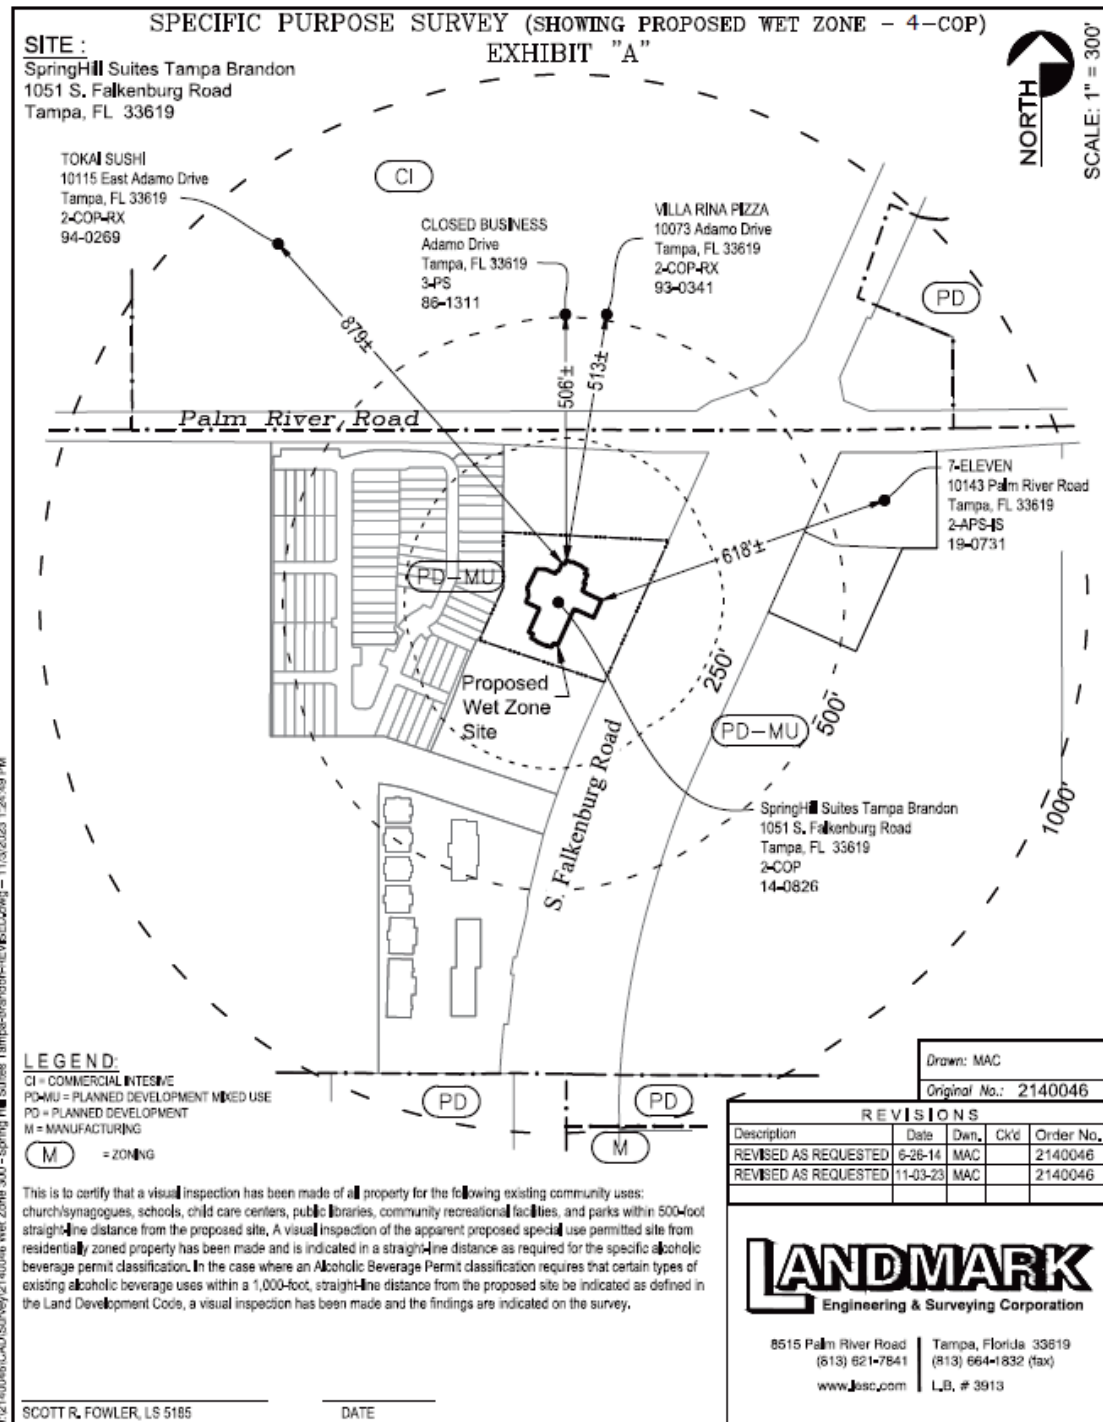 SPECIFIC PURPOSE SURVEY (SHOWING PROPOSED WET ZONE - 4-COP)
EXHIBIT "A"
SITE :
SpringHill Suites Tampa Brandon
1051 S. Falkenburg Road
Tampa, FL 33619
NORTH
SCALE: 1" = 300'
TOKAI SUSHI
10115 East Adamo Drive
Tampa, FL 33619
2-COP-RX
94-0269
CI
CLOSED BUSINESS
Adamo Drive
Tampa, FL 33619
3-PS
86-1311
VILLA RINA PIZZA
10073 Adamo Drive
Tampa, FL 33619
2-COP-RX
93-0341
PD
879±
506'±
513±
Palm River Road
7-ELEVEN
10143 Palm River Road
Tampa, FL 33619
2-APS-IS
19-0731
618'±
PD-MU
Proposed
Wet Zone
Site
250'
500'
1000'
PD-MU
S. Falkenburg Road
SpringHill Suites Tampa Brandon
1051 S. Falkenburg Road
Tampa, FL 33619
2-COP
14-0826
LEGEND:
CI = COMMERCIAL INTESIVE
PD-MU = PLANNED DEVELOPMENT MIXED USE
PD = PLANNED DEVELOPMENT
M = MANUFACTURING
M = ZONING
PD
PD
M
Drawn: MAC
Original No.: 2140046
REVISIONS
Description Date Dwn. Ck'd Order No.
REVISED AS REQUESTED 6-26-14 MAC 2140046
REVISED AS REQUESTED 11-03-23 MAC 2140046
This is to certify that a visual inspection has been made of all property for the following existing community uses:
church/synagogues, schools, child care centers, public libraries, community recreational facilities, and parks within 500-foot
straight-line distance from the proposed site. A visual inspection of the apparent proposed special use permitted site from
residentially zoned property has been made and is indicated in a straight-line distance as required for the specific alcoholic
beverage permit classification. In the case where an Alcoholic Beverage Permit classification requires that certain types of
existing alcoholic beverage uses within a 1,000-foot, straight-line distance from the proposed site be indicated as defined in
the Land Development Code, a visual inspection has been made and the findings are indicated on the survey.
SCOTT R. FOWLER, LS 5185
DATE
LANDMARK
Engineering & Surveying Corporation
8515 Palm River Road
(813) 621-7841
www.lesc.com
Tampa, Florida 33619
(813) 664-1832 (fax)
L.B. # 3913